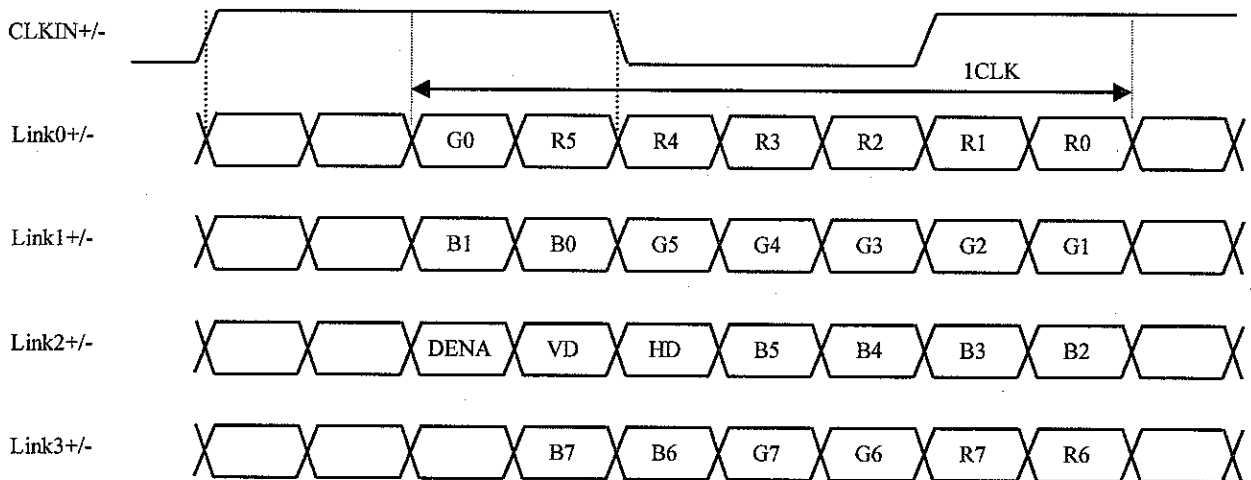 CLKIN+/-
1CLK
Link0+/- G0 R5 R4 R3 R2 R1 R0
Link1+/- B1 B0 G5 G4 G3 G2 G1
Link2+/- DENA VD HD B5 B4 B3 B2
Link3+/- B7 B6 G7 G6 R7 R6